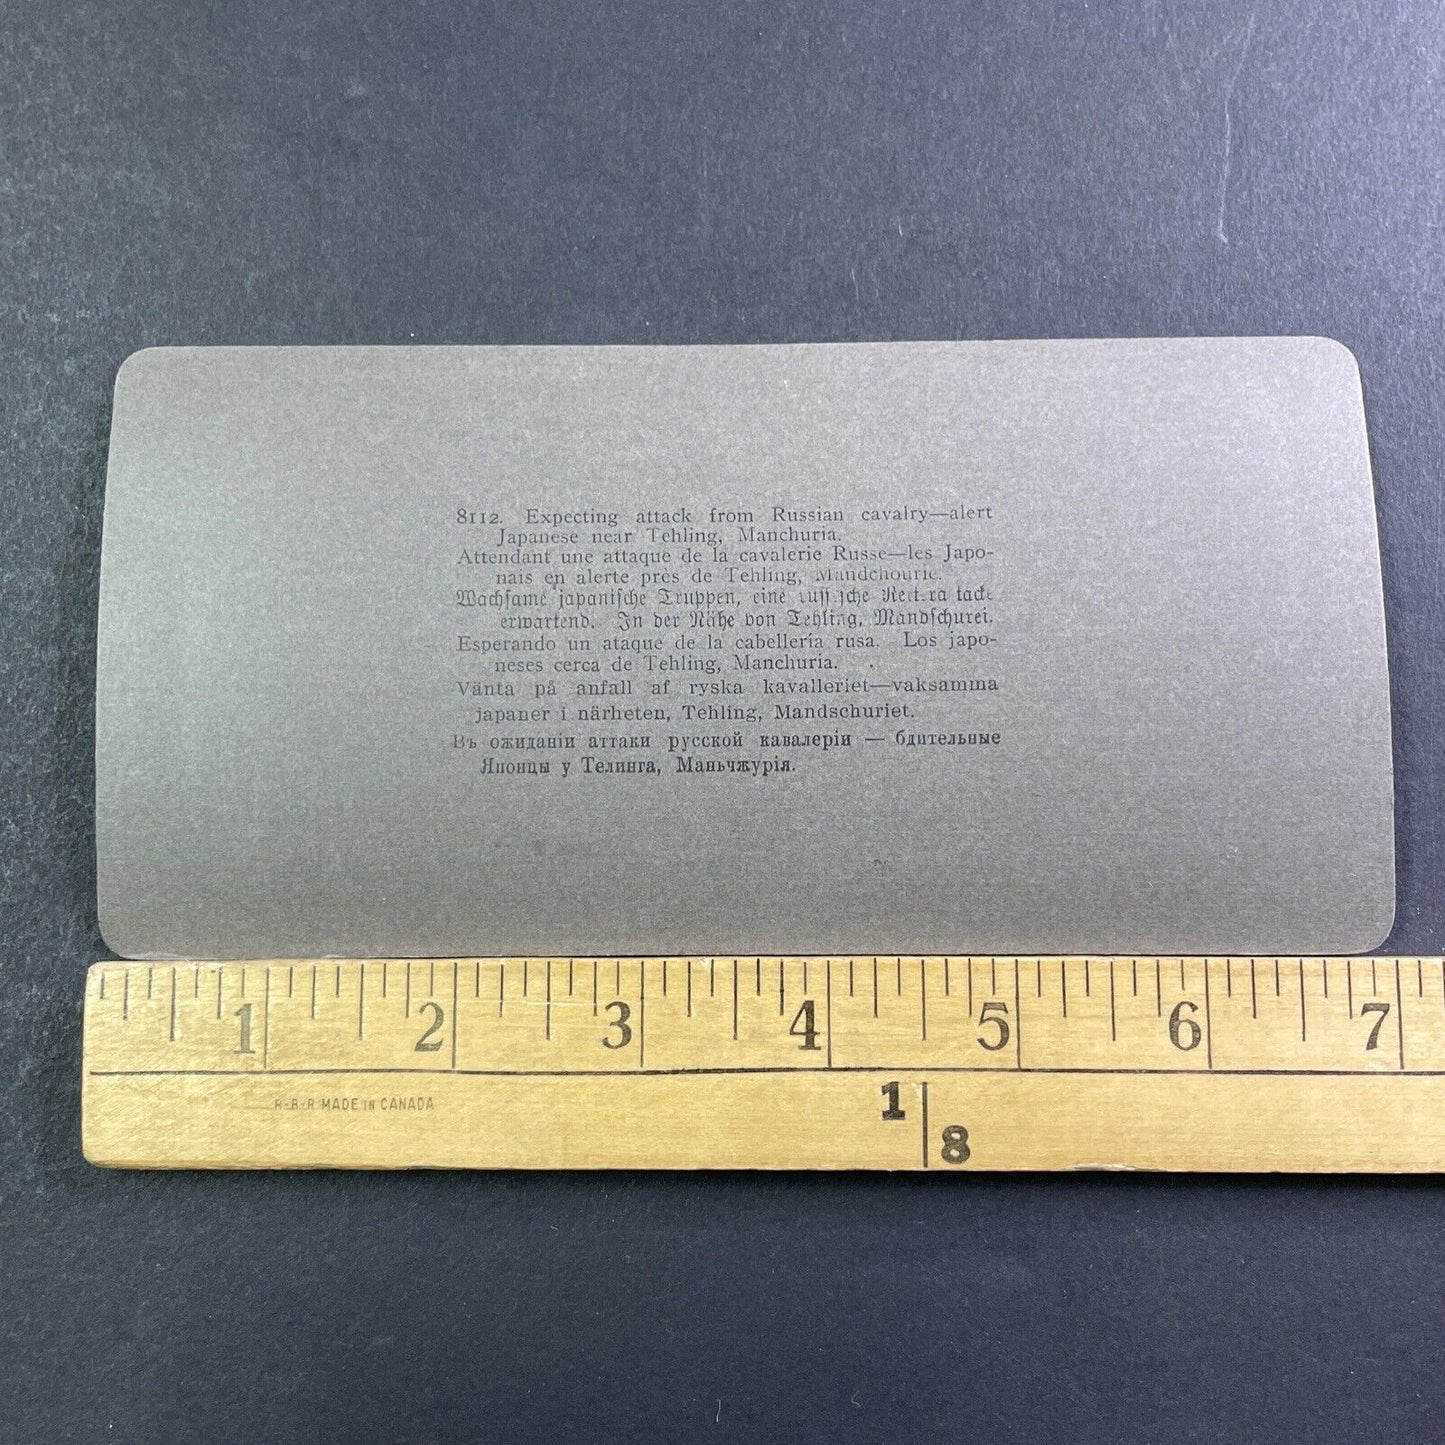 8112. Expecting attack from Russian cavalry—alert
Japanese near Tehling, Manchuria.
Attendant une attaque de la cavalerie Russe—les Japo-
nais en alerte près de Tehling, Mandchourie.
Wachsame japanische Truppen, eine
erwartend. In der Nähe von Tehling, Mandschurei.
Esperando un ataque de la cabellería rusa. Los japo-
neses cerca de Tehling, Manchuria.
Vänta på anfall af ryska kavalleriet—vaksamma
japaner i närheten, Tehling, Mandschuriet.
Въ ожиданіи аттаки русской кавалеріи — бдительные
Японцы у Телинга, Маньчжурія.
1 2 3 4 5 6 7
R-B-R MADE IN CANADA
1
8